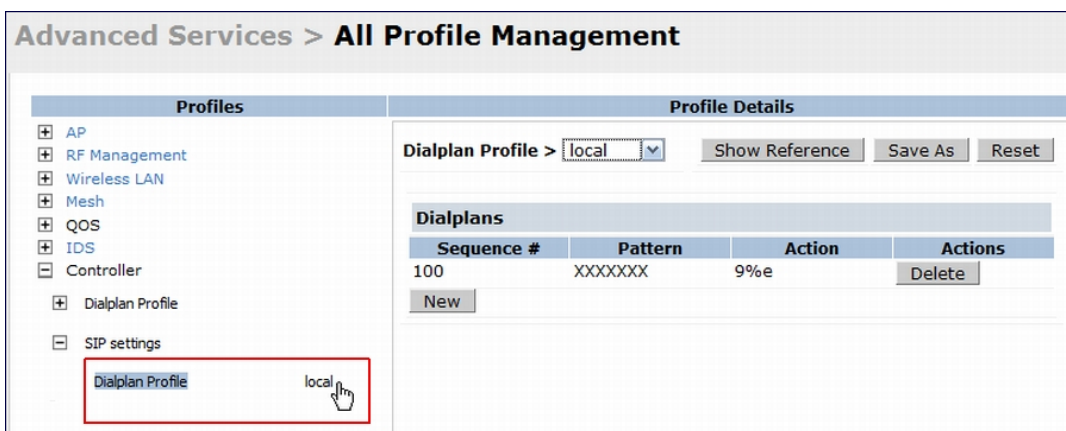 Advanced Services > All Profile Management
Profiles
AP
RF Management
Wireless LAN
Mesh
QOS
IDS
Controller
Dialplan Profile
SIP settings
Dialplan Profile local
Profile Details
Dialplan Profile > local Show Reference Save As Reset
Dialplans
Sequence # Pattern Action Actions
100 XXXXXXX 9%e Delete
New